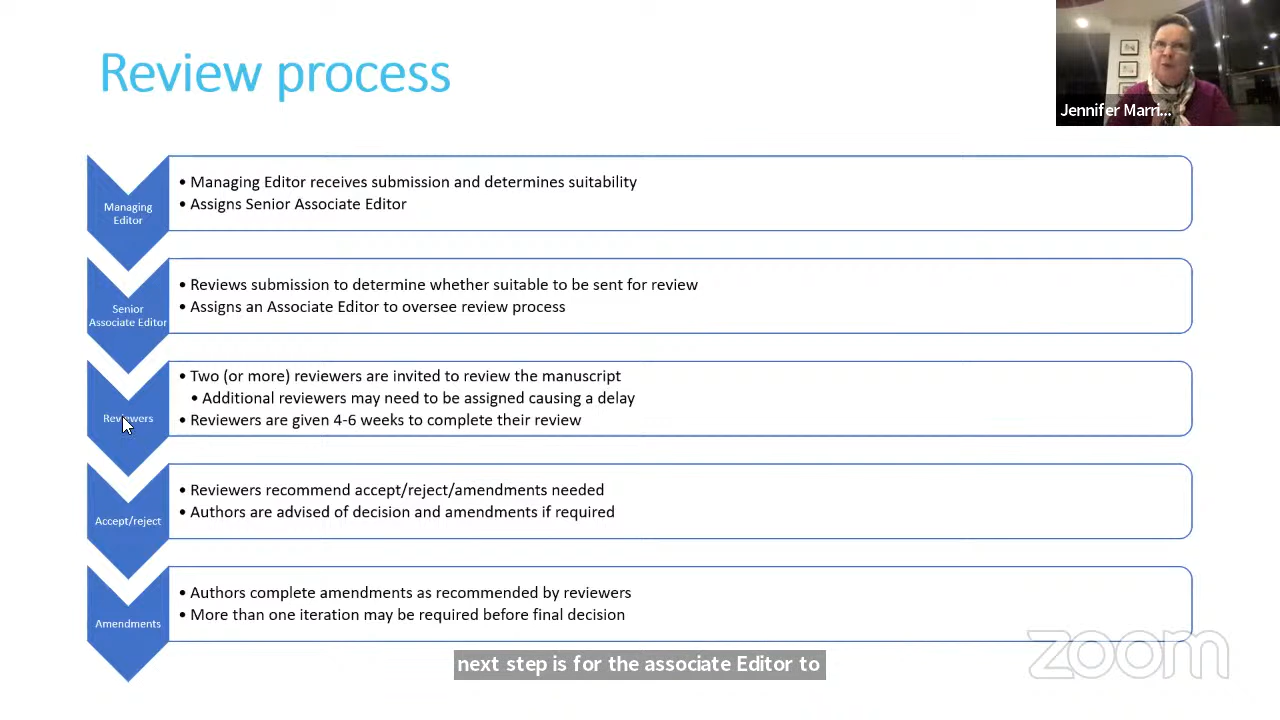 Review process
Jennifer Marri...
Managing
Editor
• Managing Editor receives submission and determines suitability
• Assigns Senior Associate Editor
Senior
Associate Editor
• Reviews submission to determine whether suitable to be sent for review
• Assigns an Associate Editor to oversee review process
Reviewers
• Two (or more) reviewers are invited to review the manuscript
• Additional reviewers may need to be assigned causing a delay
• Reviewers are given 4-6 weeks to complete their review
Accept/reject
• Reviewers recommend accept/reject/amendments needed
• Authors are advised of decision and amendments if required
Amendments
• Authors complete amendments as recommended by reviewers
• More than one iteration may be required before final decision
zoom
next step is for the associate Editor to